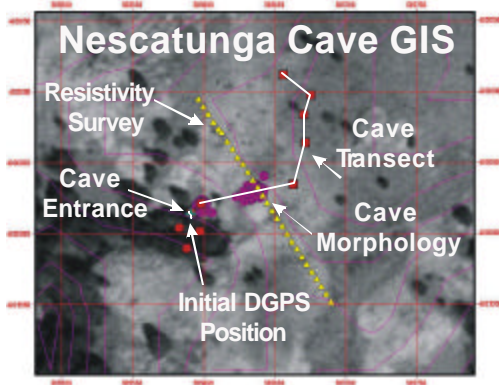 Nescatunga Cave GIS
Resistivity
Survey
Cave
Transect
Cave
Entrance
Cave
Morphology
Initial DGPS
Position